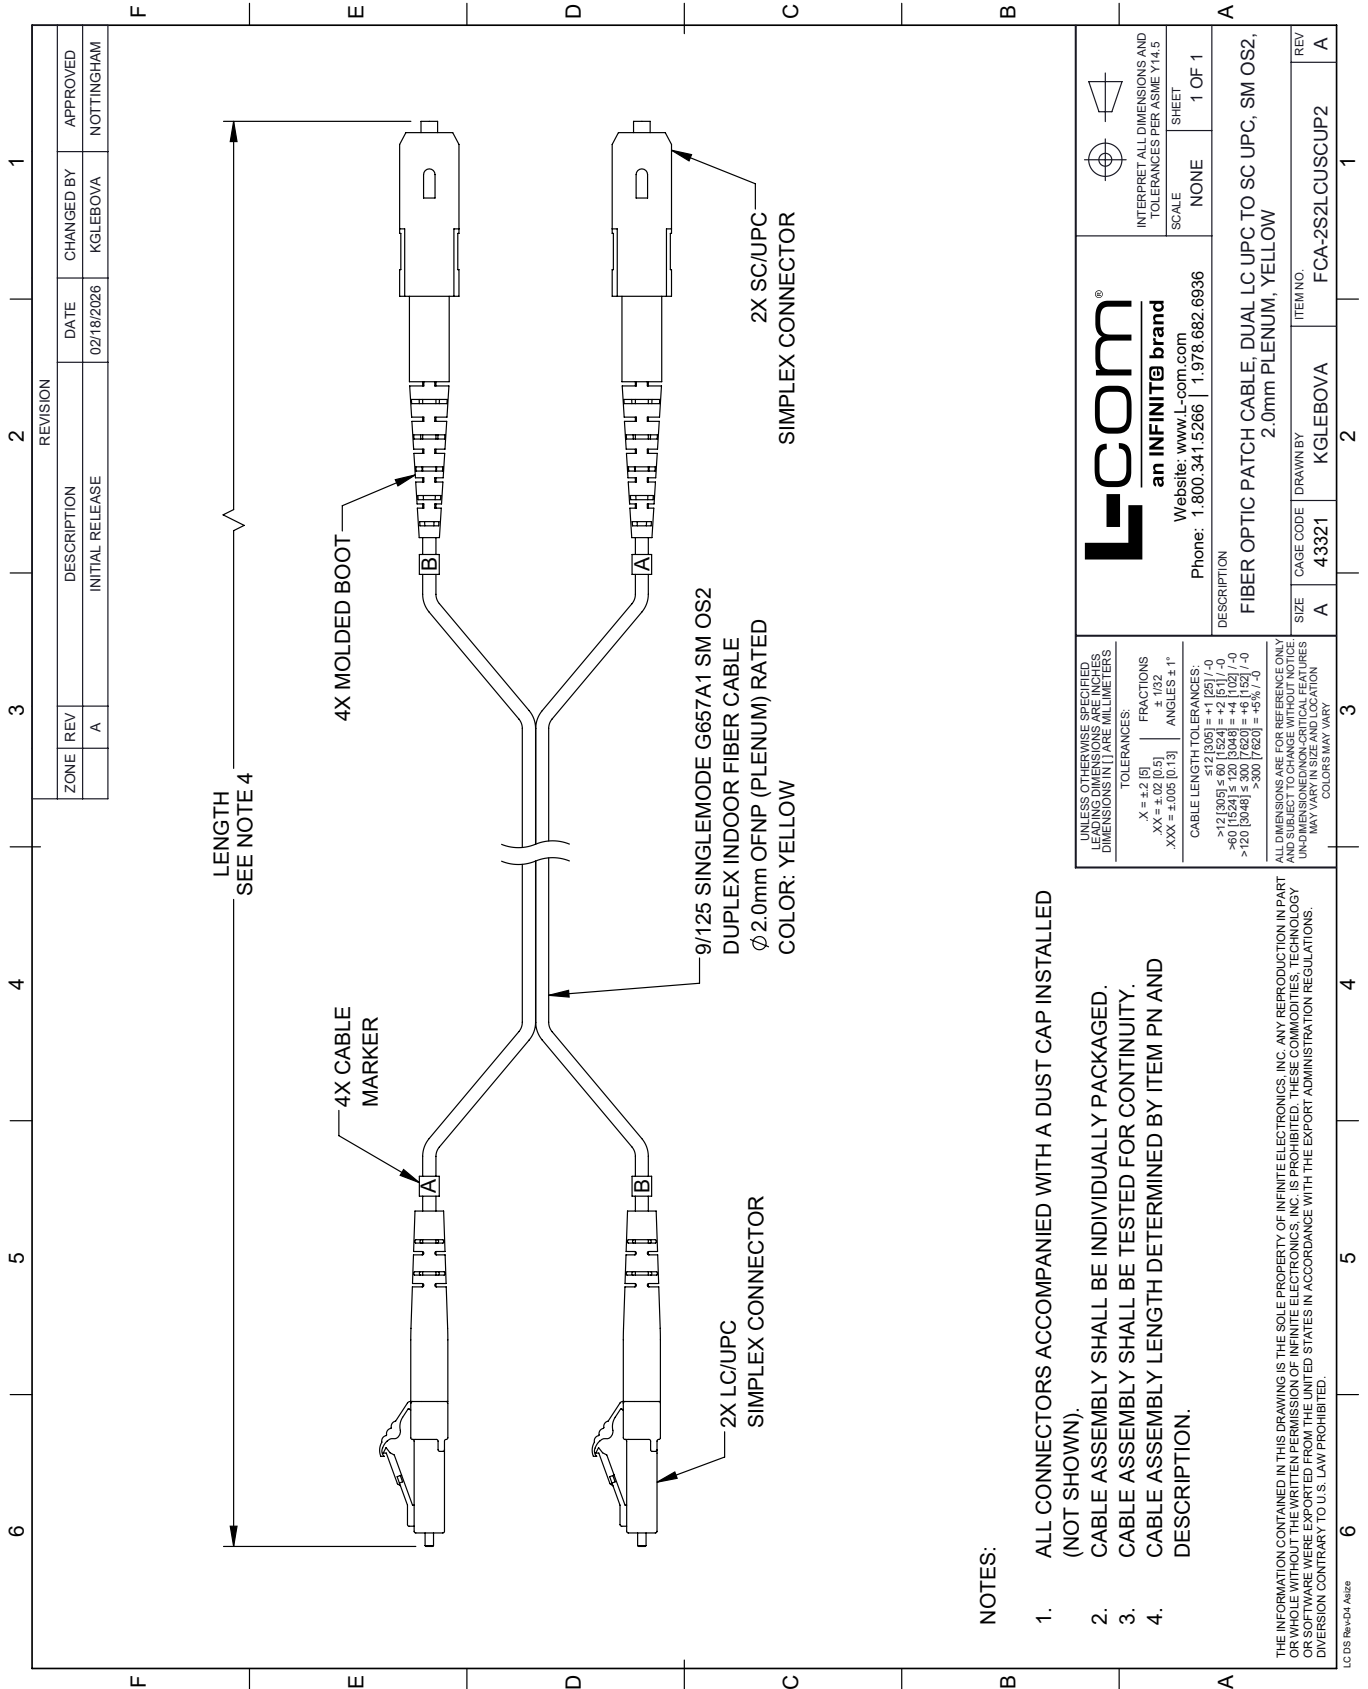 6
5
4
3
2
1
F
E
D
C
B
A
REVISION
ZONE REV DESCRIPTION DATE CHANGED BY APPROVED
A INITIAL RELEASE 02/18/2026 KGLEBOVA NOTTINGHAM
LENGTH
SEE NOTE 4
4X CABLE
MARKER
4X MOLDED BOOT
A
B
B
A
2X LC/UPC
SIMPLEX CONNECTOR
9/125 SINGLEMODE G657A1 SM OS2
DUPLEX INDOOR FIBER CABLE
∅ 2.0mm OFNP (PLENUM) RATED
COLOR: YELLOW
2X SC/UPC
SIMPLEX CONNECTOR
NOTES:
1. ALL CONNECTORS ACCOMPANIED WITH A DUST CAP INSTALLED
(NOT SHOWN).
2. CABLE ASSEMBLY SHALL BE INDIVIDUALLY PACKAGED.
3. CABLE ASSEMBLY SHALL BE TESTED FOR CONTINUITY.
4. CABLE ASSEMBLY LENGTH DETERMINED BY ITEM PN AND
DESCRIPTION.
THE INFORMATION CONTAINED IN THIS DRAWING IS THE SOLE PROPERTY OF INFINITE ELECTRONICS, INC. ANY REPRODUCTION IN PART
OR WHOLE WITHOUT THE WRITTEN PERMISSION OF INFINITE ELECTRONICS, INC. IS PROHIBITED. THESE COMMODITIES, TECHNOLOGY
OR SOFTWARE WERE EXPORTED FROM THE UNITED STATES IN ACCORDANCE WITH THE EXPORT ADMINISTRATION REGULATIONS.
DIVERSION CONTRARY TO U.S. LAW PROHIBITED.
UNLESS OTHERWISE SPECIFIED
LEADING DIMENSIONS ARE INCHES
DIMENSIONS IN [ ] ARE MILLIMETERS
TOLERANCES:
.X = ±.2 [5] FRACTIONS
.XX = ±.02 [0.5] ± 1/32
.XXX = ±.005 [0.13] ANGLES ± 1°
CABLE LENGTH TOLERANCES:
≤12 [305] = +1 [25] / -0
>12 [305] ≤ 60 [1524] = +2 [51] / -0
>60 [1524] ≤ 120 [3048] = +4 [102] / -0
>120 [3048] ≤ 300 [7620] = +6 [152] / -0
>300 [7620] = +5% / -0
ALL DIMENSIONS ARE FOR REFERENCE ONLY
AND SUBJECT TO CHANGE WITHOUT NOTICE.
UN-DIMENSIONED/NON-CRITICAL FEATURES
MAY VARY IN SIZE AND LOCATION
COLORS MAY VARY
L-com®
an INFINITE brand
Website: www.L-com.com
Phone: 1.800.341.5266 | 1.978.682.6936
INTERPRET ALL DIMENSIONS AND
TOLERANCES PER ASME Y14.5
SCALE NONE
SHEET 1 OF 1
DESCRIPTION
FIBER OPTIC PATCH CABLE, DUAL LC UPC TO SC UPC, SM OS2,
2.0mm PLENUM, YELLOW
SIZE CAGE CODE DRAWN BY ITEM NO. REV
A 43321 KGLEBOVA FCA-2S2LCUSCUP2 A
6
5
4
3
2
1
F
E
D
C
B
A
LC DS Rev-D4 Asize